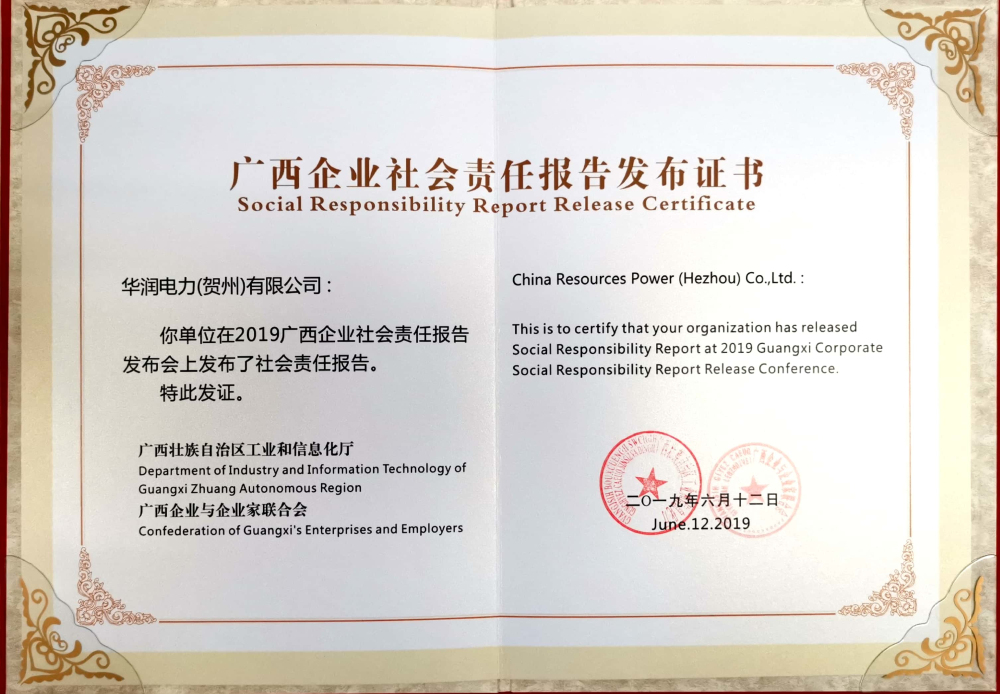 广西企业社会责任报告发布证书
Social Responsibility Report Release Certificate
华润电力(贺州)有限公司：
你单位在2019广西企业社会责任报告
发布会上发布了社会责任报告。
特此发证。
广西壮族自治区工业和信息化厅
Department of Industry and Information Technology of
Guangxi Zhuang Autonomous Region
广西企业与企业家联合会
Confederation of Guangxi's Enterprises and Employers
China Resources Power (Hezhou) Co.,Ltd. :
This is to certify that your organization has released
Social Responsibility Report at 2019 Guangxi Corporate
Social Responsibility Report Release Conference.
二〇一九年六月十二日
June.12.2019